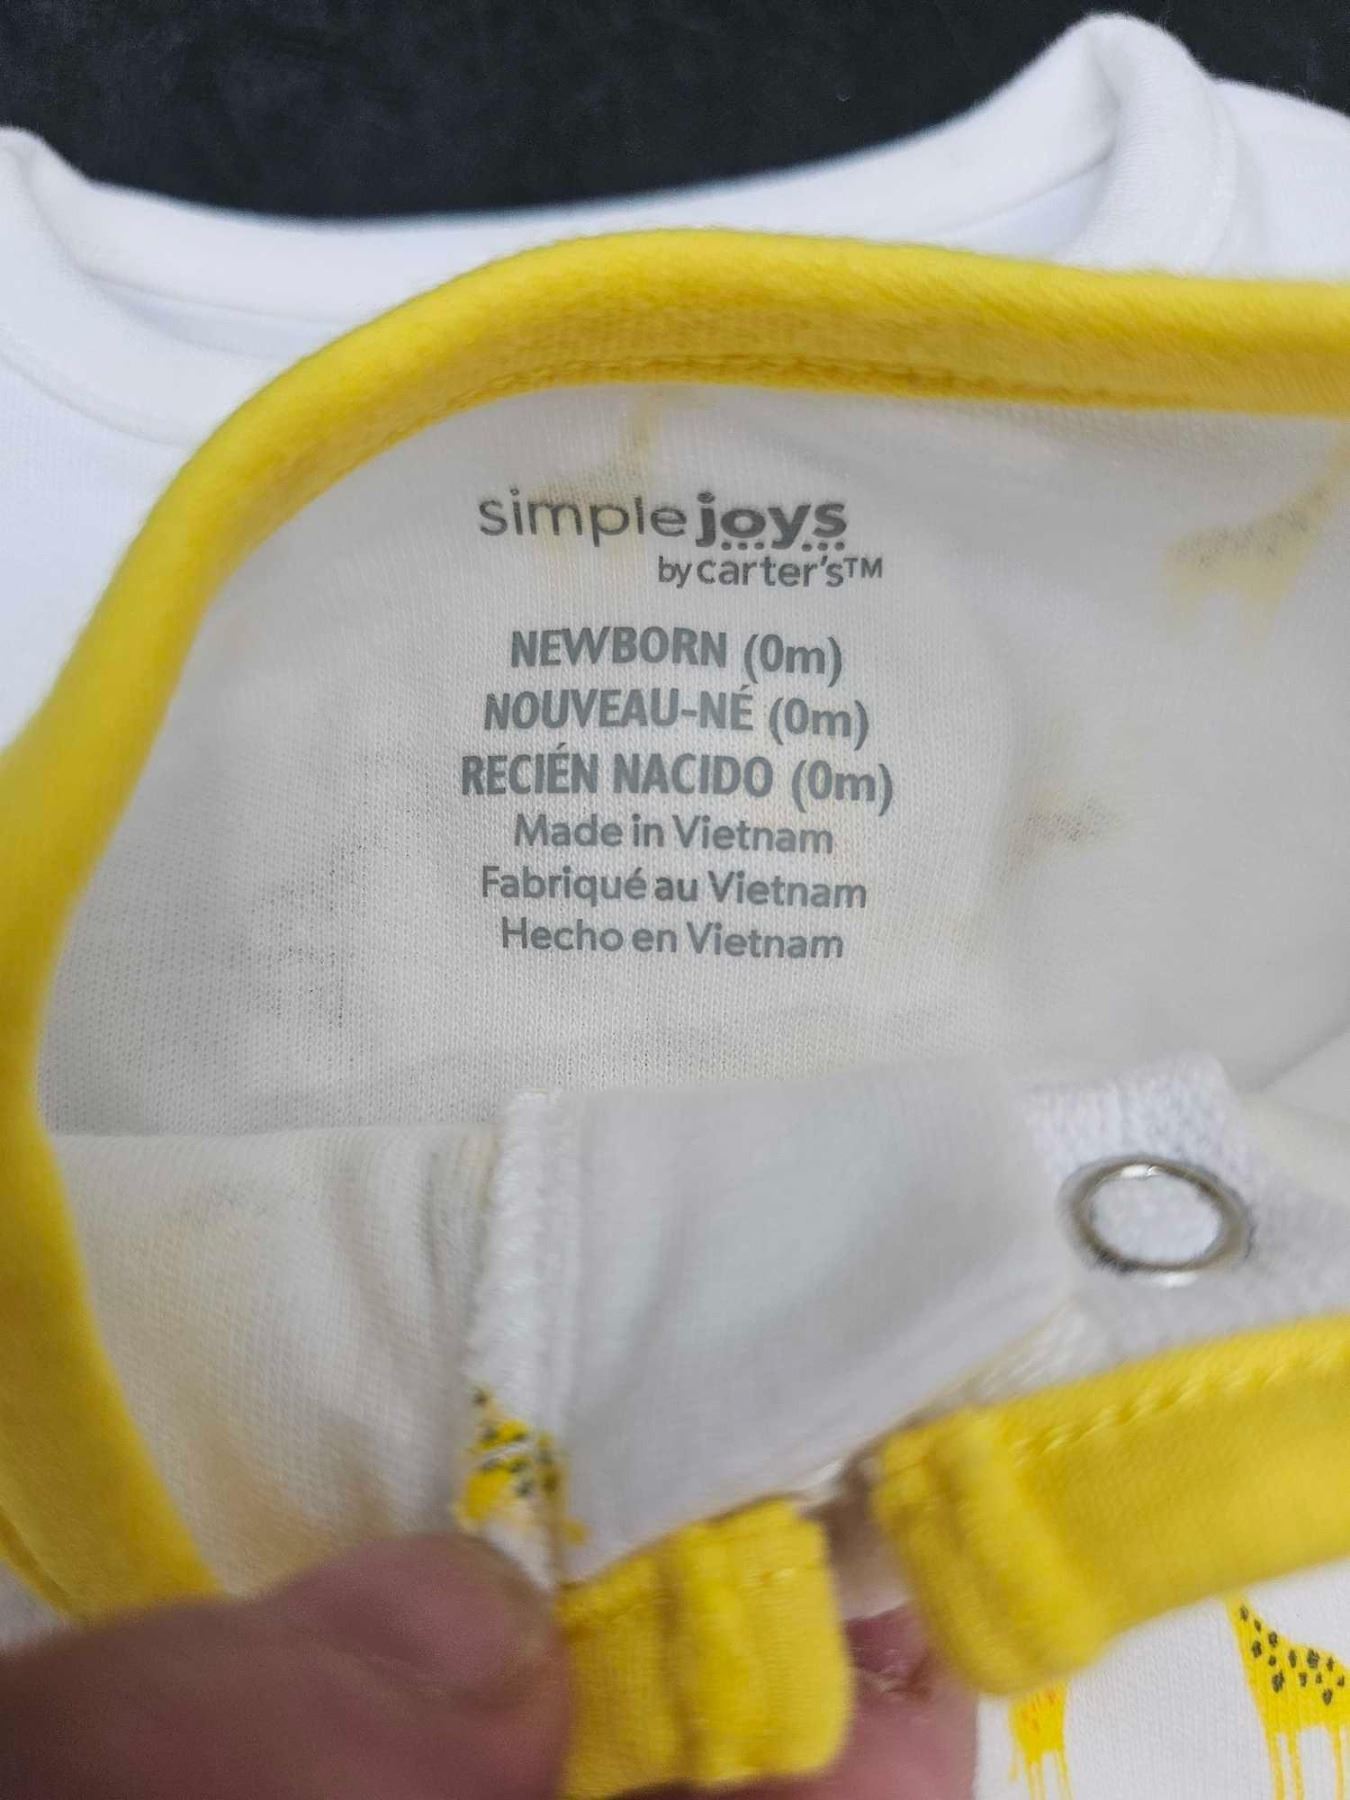 simple joys
by carter's™
NEWBORN (0m)
NOUVEAU-NÉ (0m)
RECIÉN NACIDO (0m)
Made in Vietnam
Fabriqué au Vietnam
Hecho en Vietnam